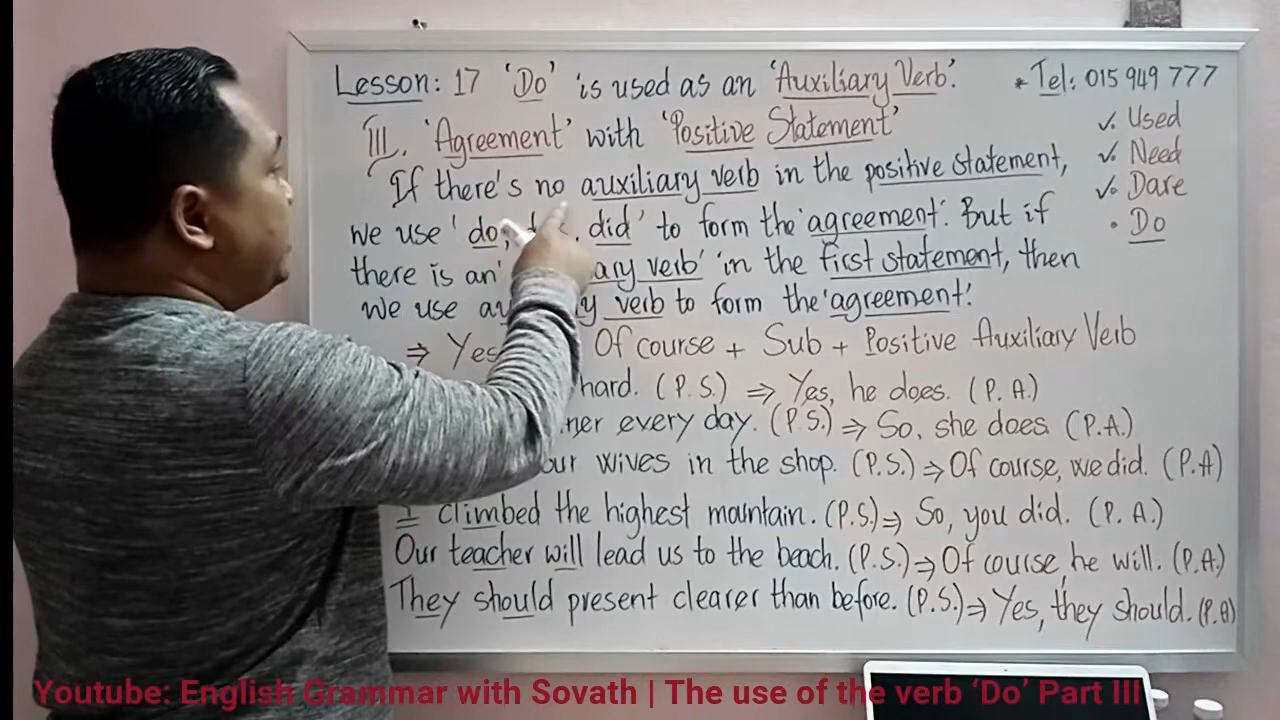 Lesson: 17 'Do' is used as an 'Auxiliary Verb'.
* Tel: 015 949 777
III. 'Agreement' with 'Positive Statement'
✓. Used
✓. Need
✓. Dare
• Do
If there's no auxiliary verb in the positive statement,
we use 'do, did' to form the 'agreement'. But if
there is an' ary verb' in the first statement, then
we use au y verb to form the 'agreement'.
⇒ Yes Of course + Sub + Positive Auxiliary Verb
hard. (P.S.) ⇒ Yes, he does. (P.A.)
ner every day. (P.S.) ⇒ So, she does (P.A.)
our wives in the shop. (P.S.) ⇒ Of course, we did. (P.A)
I climbed the highest mountain. (P.S.) ⇒ So, you did. (P.A.)
Our teacher will lead us to the beach. (P.S.) ⇒ Of course, he will. (P.A.)
They should present clearer than before. (P.S.) ⇒ Yes, they should. (P.A)
Youtube: English Grammar with Sovath | The use of the verb 'Do' Part III